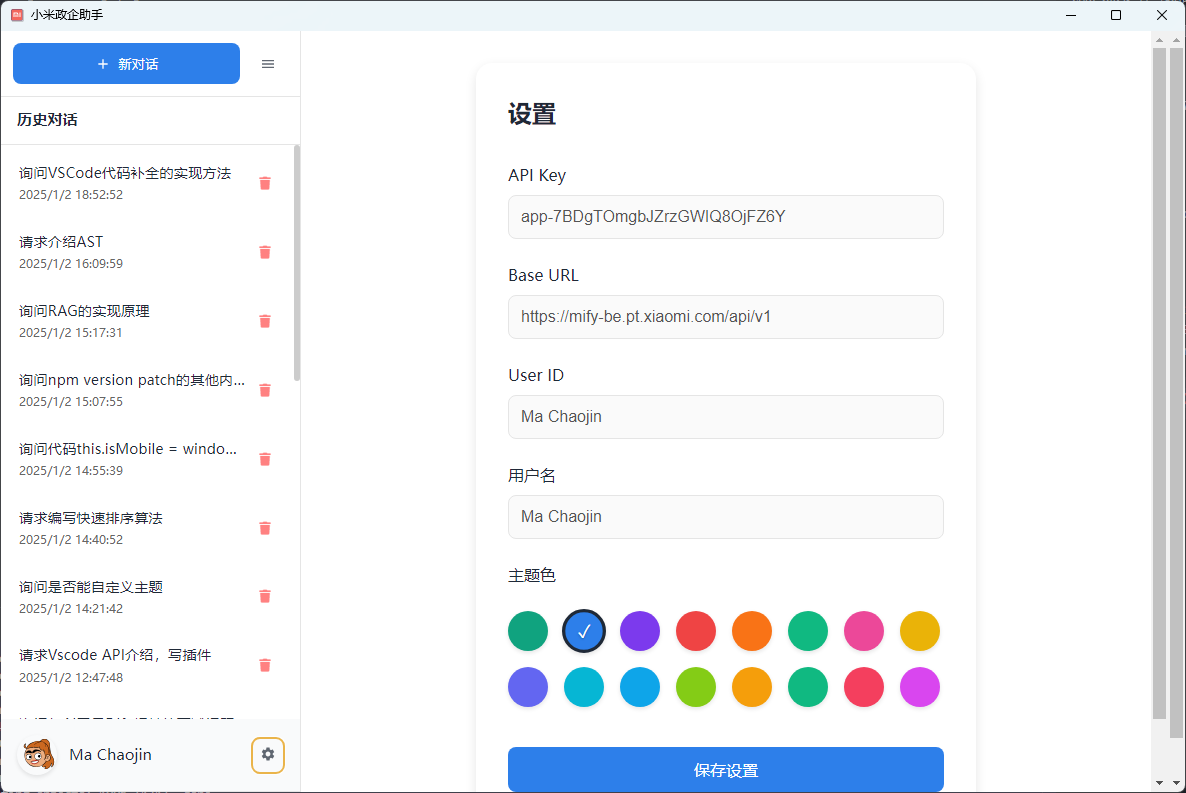 小米政企助手
+ 新对话
历史对话
询问VSCode代码补全的实现方法
2025/1/2 18:52:52
请求介绍AST
2025/1/2 16:09:59
询问RAG的实现原理
2025/1/2 15:17:31
询问npm version patch的其他内...
2025/1/2 15:07:55
询问代码this.isMobile = windo...
2025/1/2 14:55:39
请求编写快速排序算法
2025/1/2 14:40:52
询问是否能自定义主题
2025/1/2 14:21:42
请求Vscode API介绍，写插件
2025/1/2 12:47:48
Ma Chaojin
设置
API Key
app-7BDgTOmgbJZrzGWlQ8OjFZ6Y
Base URL
https://mify-be.pt.xiaomi.com/api/v1
User ID
Ma Chaojin
用户名
Ma Chaojin
主题色
保存设置